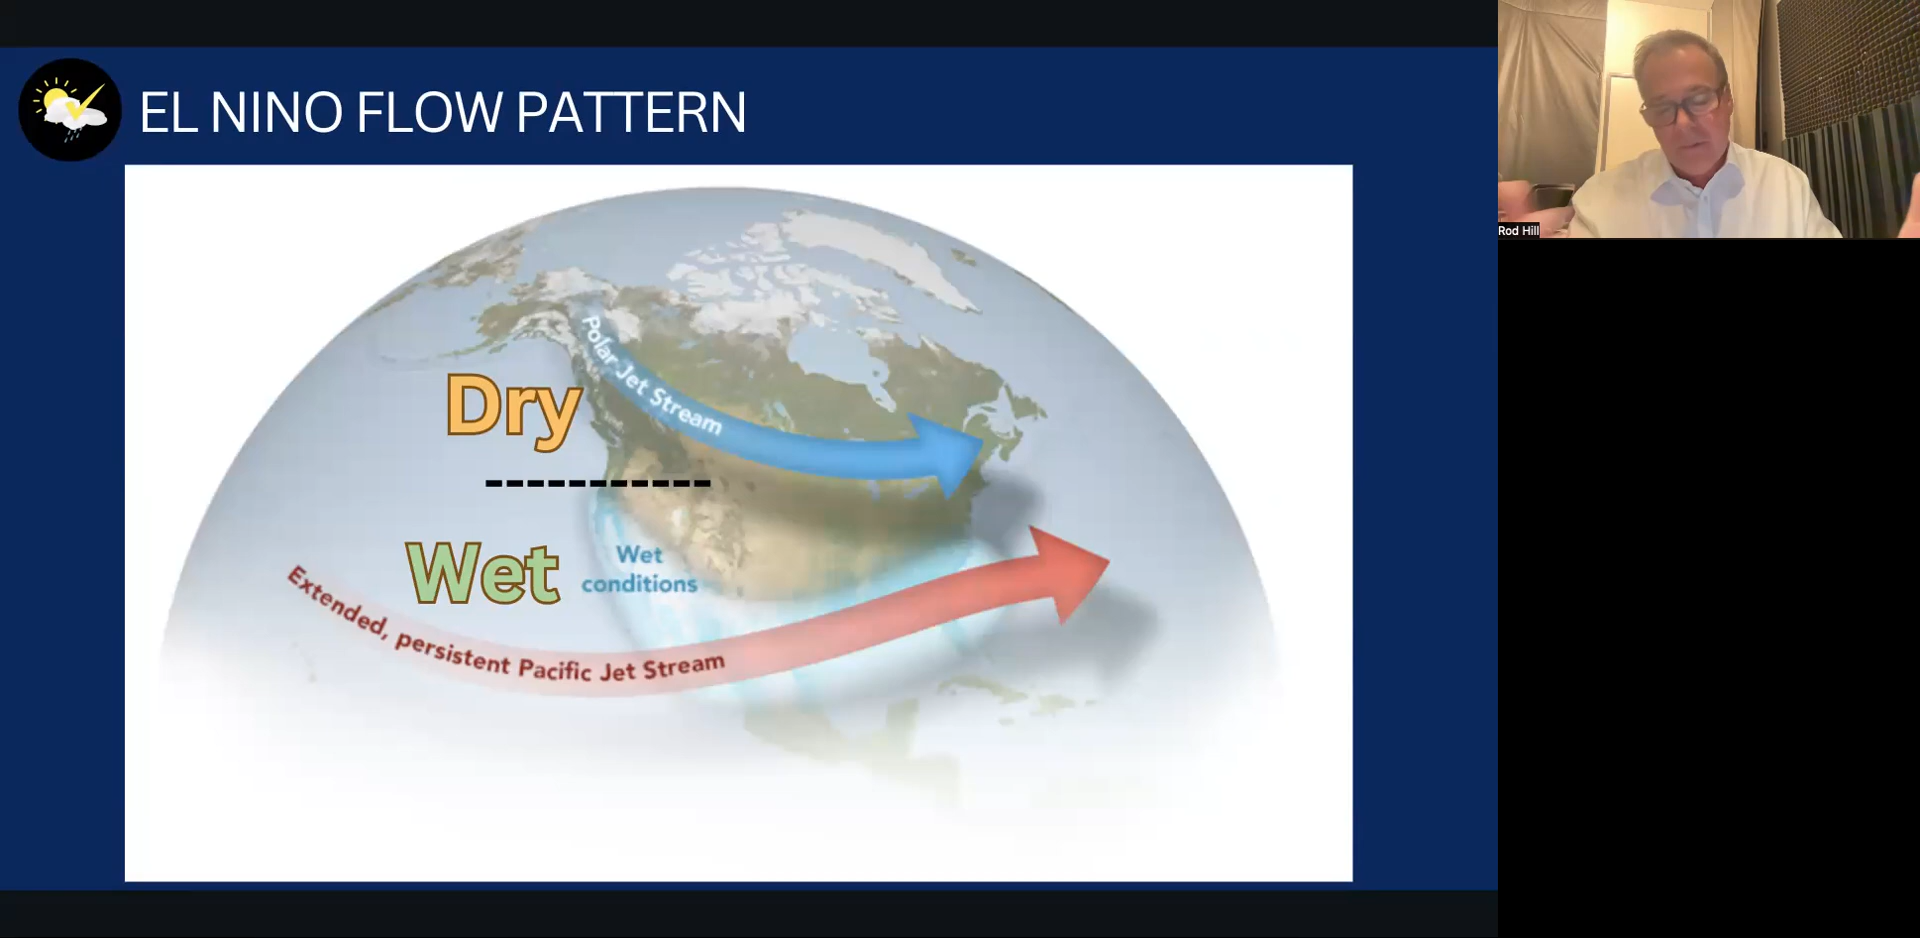 EL NINO FLOW PATTERN
Rod Hill
Polar Jet Stream
Dry
-----------
Wet
Wet
conditions
Extended, persistent Pacific Jet Stream